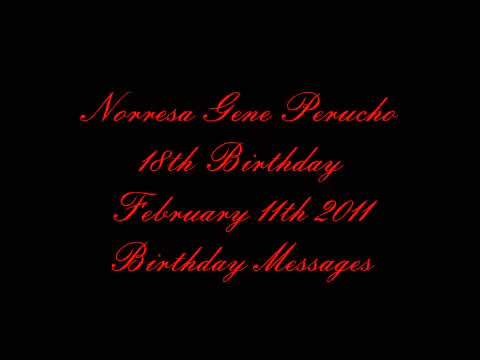 Norresa Gene Perucho
18th Birthday
February 11th 2011
Birthday Messages